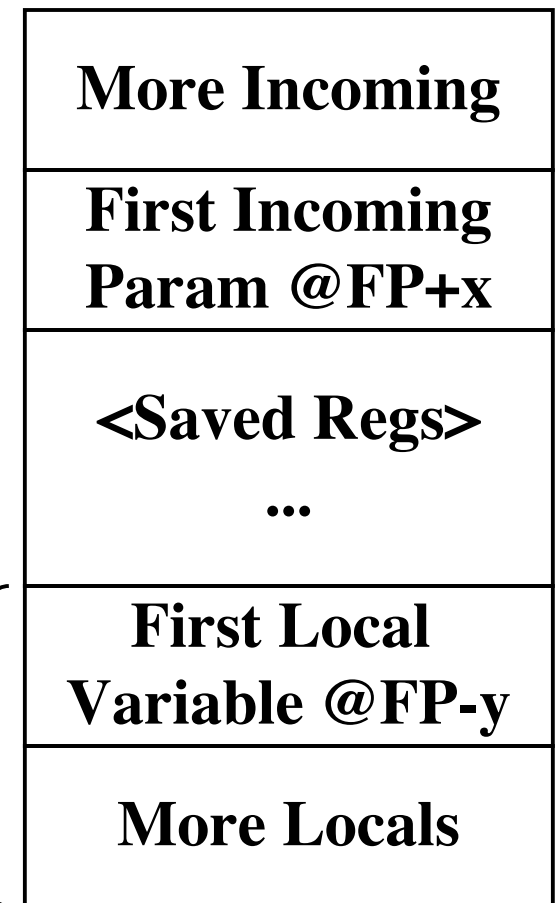 More Incoming
First Incoming
Param @FP+x
<Saved Regs>
...
First Local
Variable @FP-y
More Locals